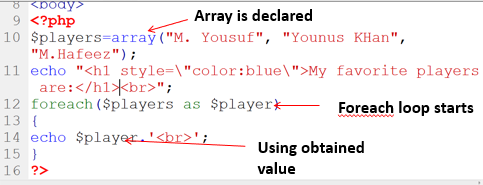 8 <body>
Array is declared
9 <?php
10 $players=array("M. Yousuf", "Younus KHan",
"M.Hafeez");
11 echo "<h1 style=\"color:blue\">My favorite players
are:</h1><br>";
12 foreach($players as $player)
Foreach loop starts
13 {
14 echo $player.'<br>';
Using obtained
value
15 }
16 ?>